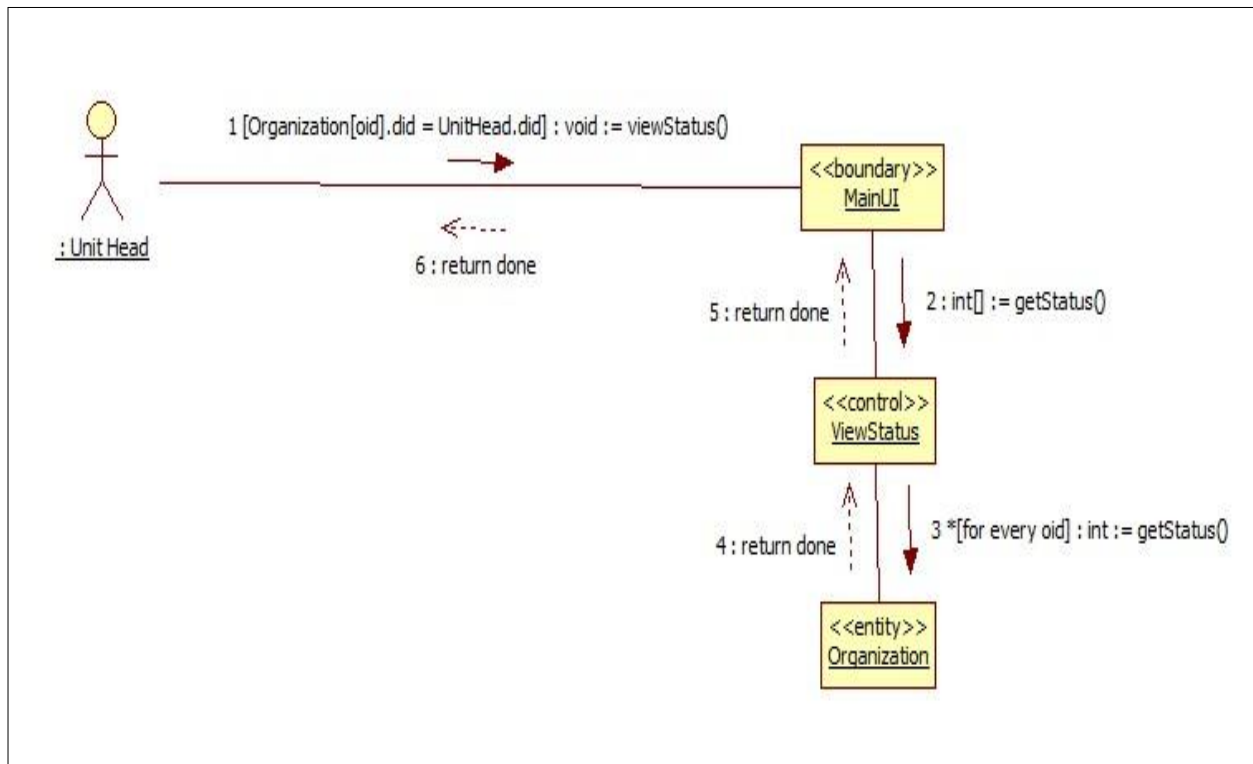 1 [Organization[oid].did = UnitHead.did] : void := viewStatus()
<<boundary>>
MainUI
: Unit Head
6 : return done
5 : return done
2 : int[] := getStatus()
<<control>>
ViewStatus
4 : return done
3 *[for every oid] : int := getStatus()
<<entity>>
Organization